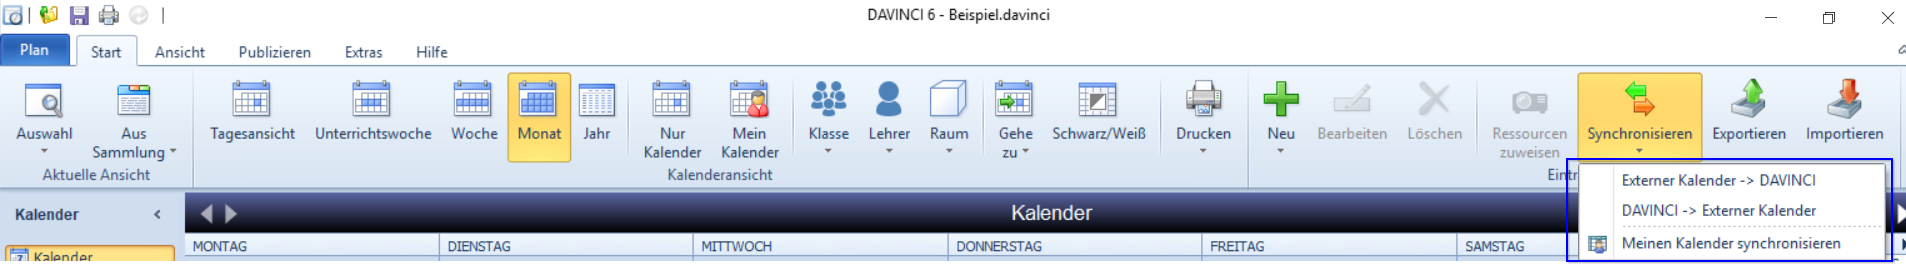 DAVINCI 6 - Beispiel.davinci
Plan Start Ansicht Publizieren Extras Hilfe
Auswahl Aus Sammlung Tagesansicht Unterrichtswoche Woche Monat Jahr Nur Kalender Mein Kalender Klasse Lehrer Raum Gehe zu Schwarz/Weiß Drucken Neu Bearbeiten Löschen Ressourcen zuweisen Synchronisieren Exportieren Importieren
Aktuelle Ansicht Kalenderansicht
Externer Kalender -> DAVINCI
DAVINCI -> Externer Kalender
Meinen Kalender synchronisieren
Kalender Kalender
MONTAG DIENSTAG MITTWOCH DONNERSTAG FREITAG SAMSTAG
Kalender